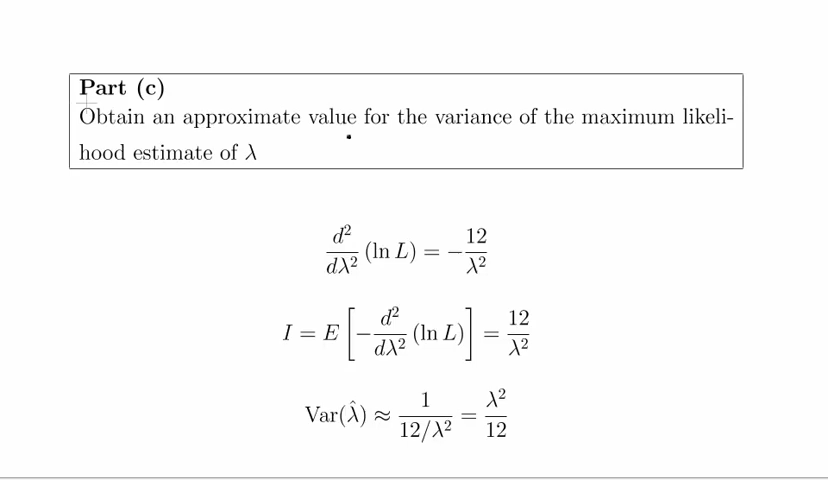 Part (c)
Obtain an approximate value for the variance of the maximum likeli-
hood estimate of λ
d²/dλ² (ln L) = −12/λ²
I = E[−d²/dλ² (ln L)] = 12/λ²
Var(λ̂) ≈ 1/(12/λ²) = λ²/12